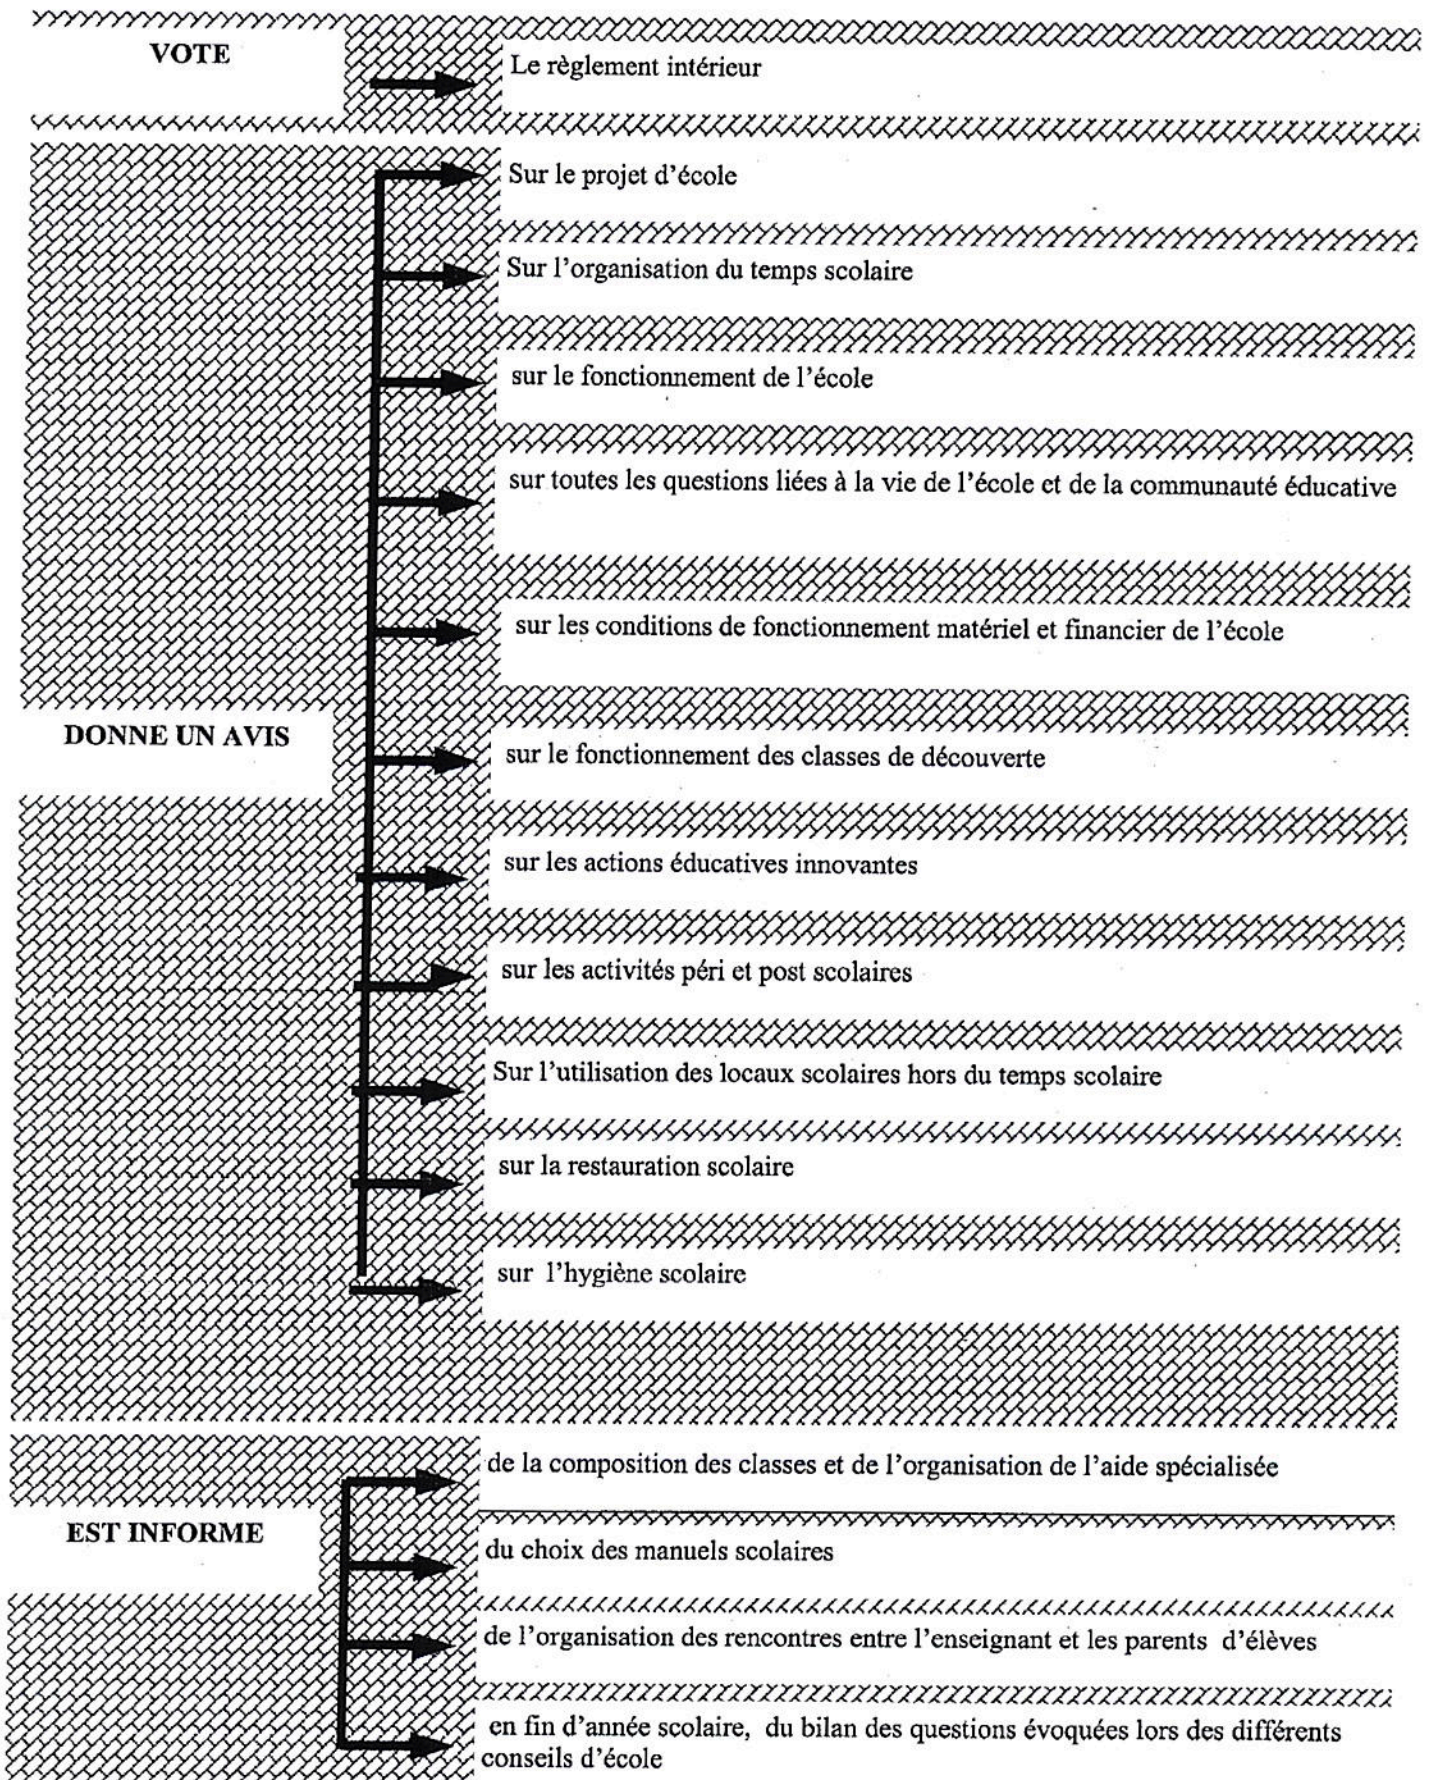 VOTE
Le règlement intérieur
Sur le projet d'école
Sur l'organisation du temps scolaire
sur le fonctionnement de l'école
sur toutes les questions liées à la vie de l'école et de la communauté éducative
sur les conditions de fonctionnement matériel et financier de l'école
DONNE UN AVIS
sur le fonctionnement des classes de découverte
sur les actions éducatives innovantes
sur les activités péri et post scolaires
Sur l'utilisation des locaux scolaires hors du temps scolaire
sur la restauration scolaire
sur l'hygiène scolaire
de la composition des classes et de l'organisation de l'aide spécialisée
EST INFORME
du choix des manuels scolaires
de l'organisation des rencontres entre l'enseignant et les parents d'élèves
en fin d'année scolaire, du bilan des questions évoquées lors des différents
conseils d'école